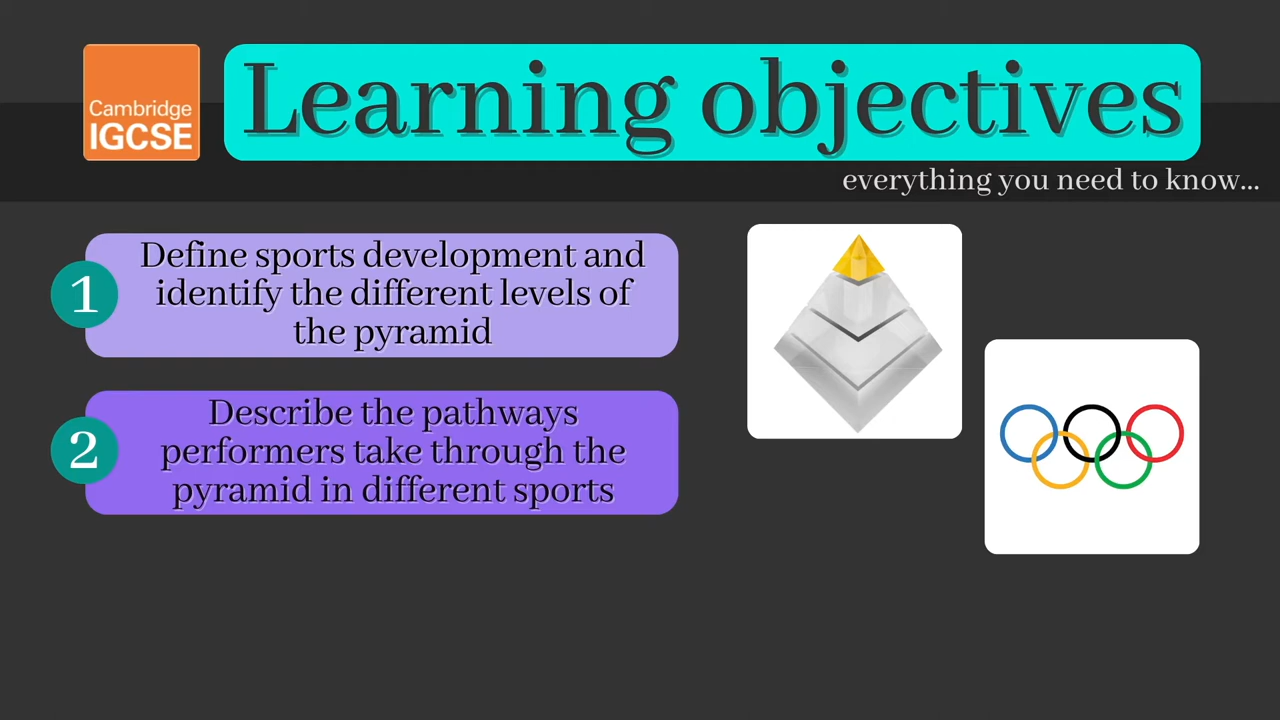 Cambridge
IGCSE
Learning objectives
everything you need to know...
1
Define sports development and
identify the different levels of
the pyramid
2
Describe the pathways
performers take through the
pyramid in different sports